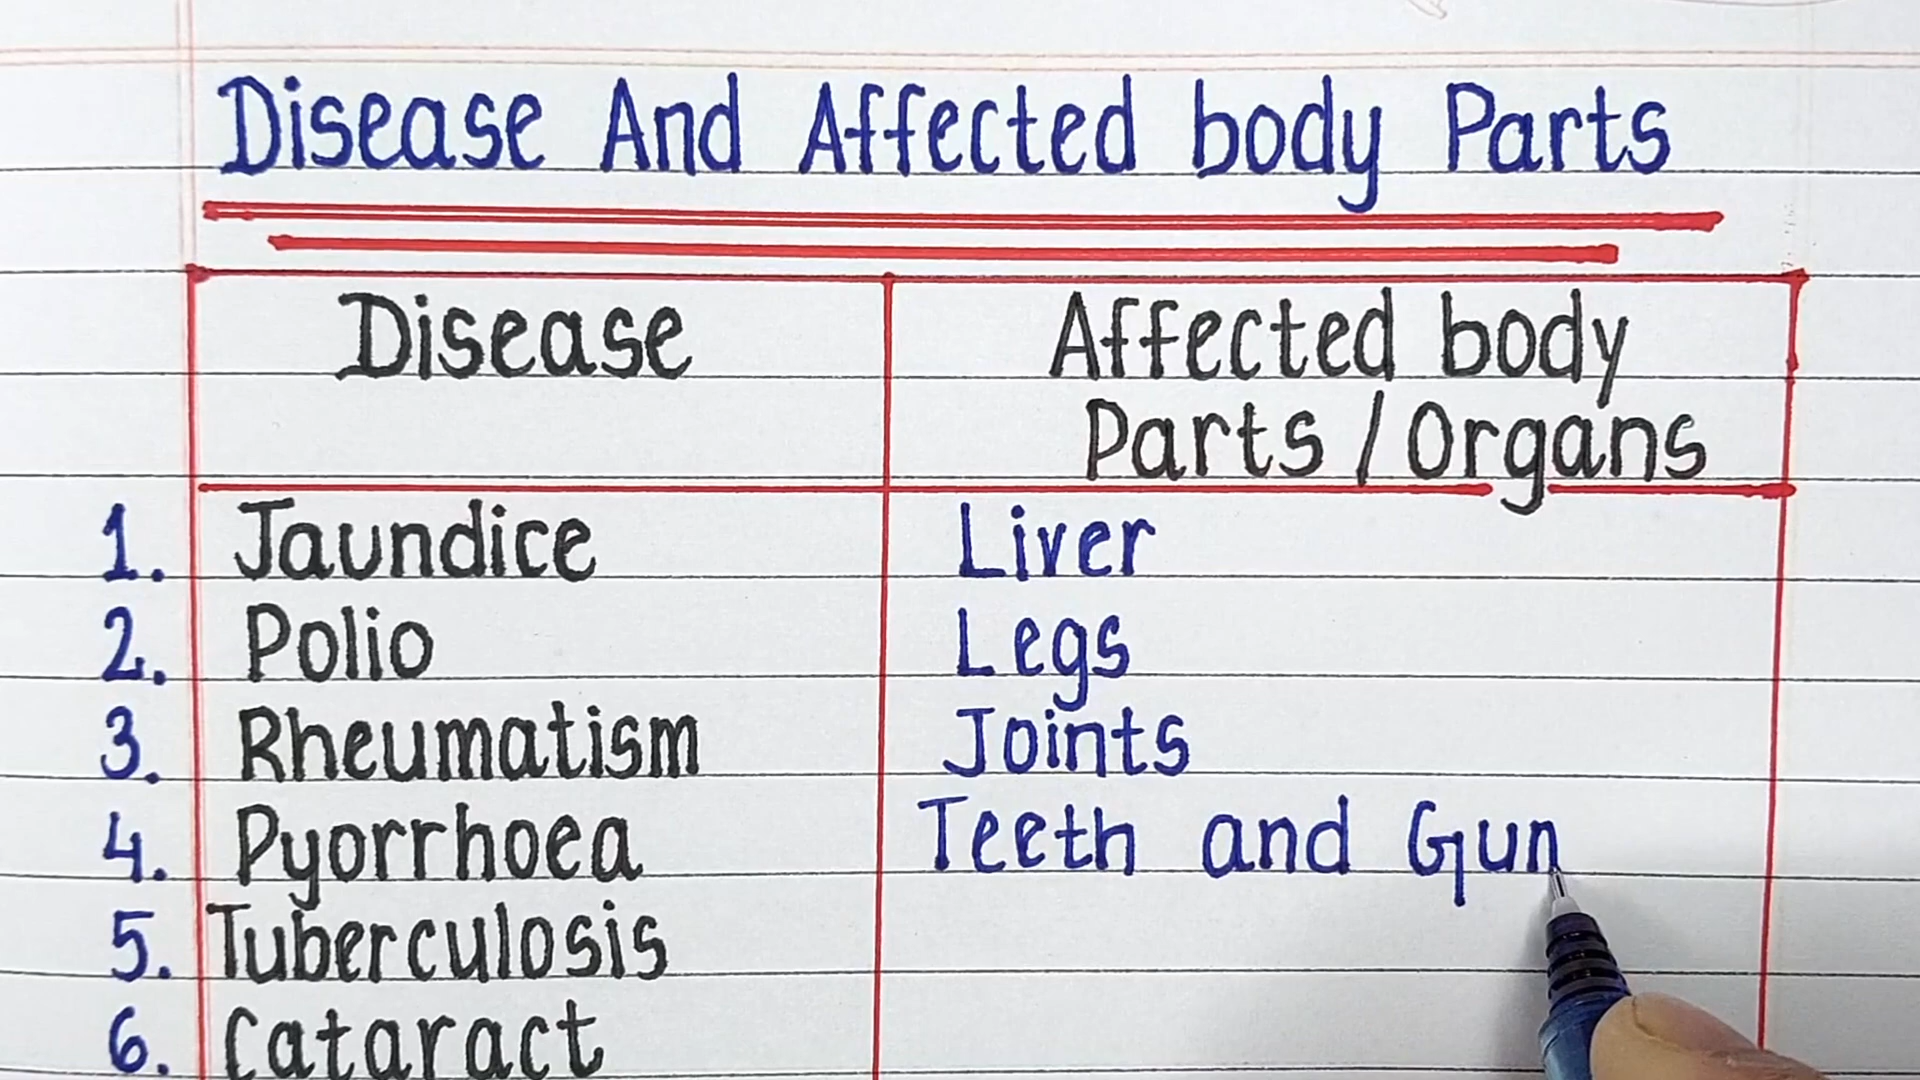 Disease And Affected body Parts
Disease
Affected body
Parts / Organs
1. Jaundice Liver
2. Polio Legs
3. Rheumatism Joints
4. Pyorrhoea Teeth and Gun
5. Tuberculosis
6. Cataract